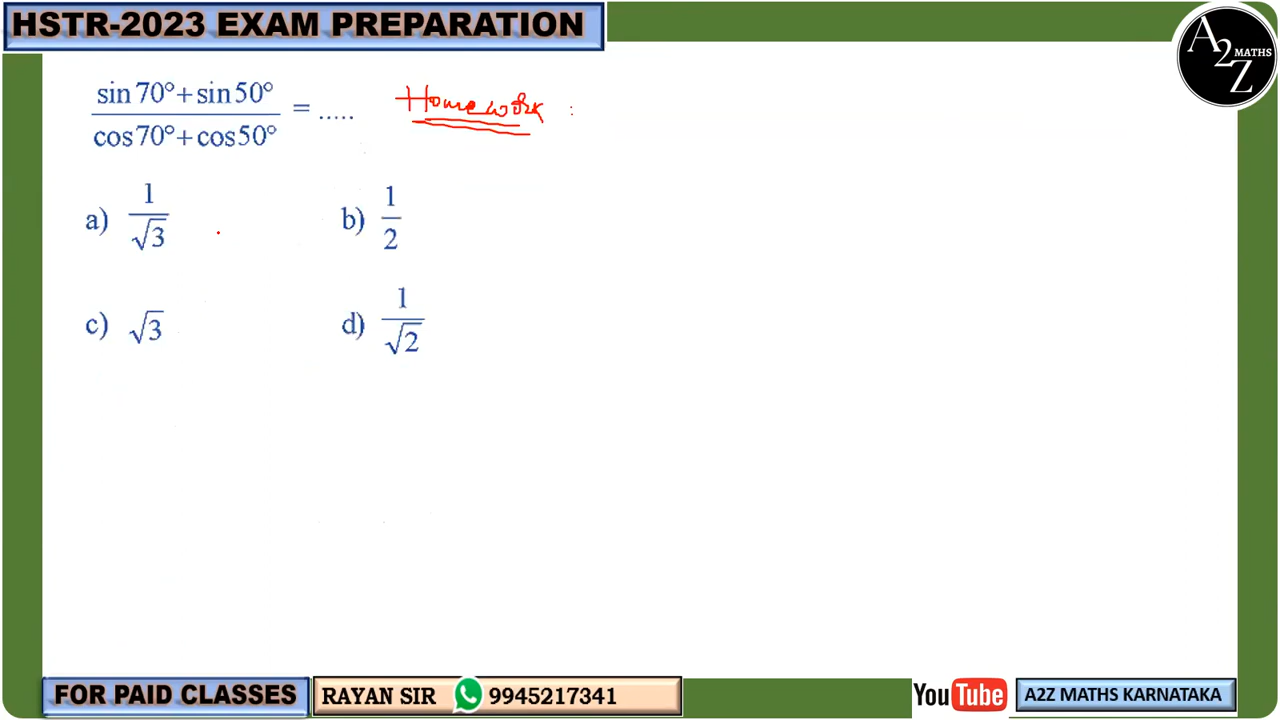 HSTR-2023 EXAM PREPARATION
A2Z MATHS
sin 70°+sin 50°
cos 70°+cos 50°
= .....
Homework :
a) 1/√3
b) 1/2
c) √3
d) 1/√2
FOR PAID CLASSES
RAYAN SIR 9945217341
YouTube
A2Z MATHS KARNATAKA